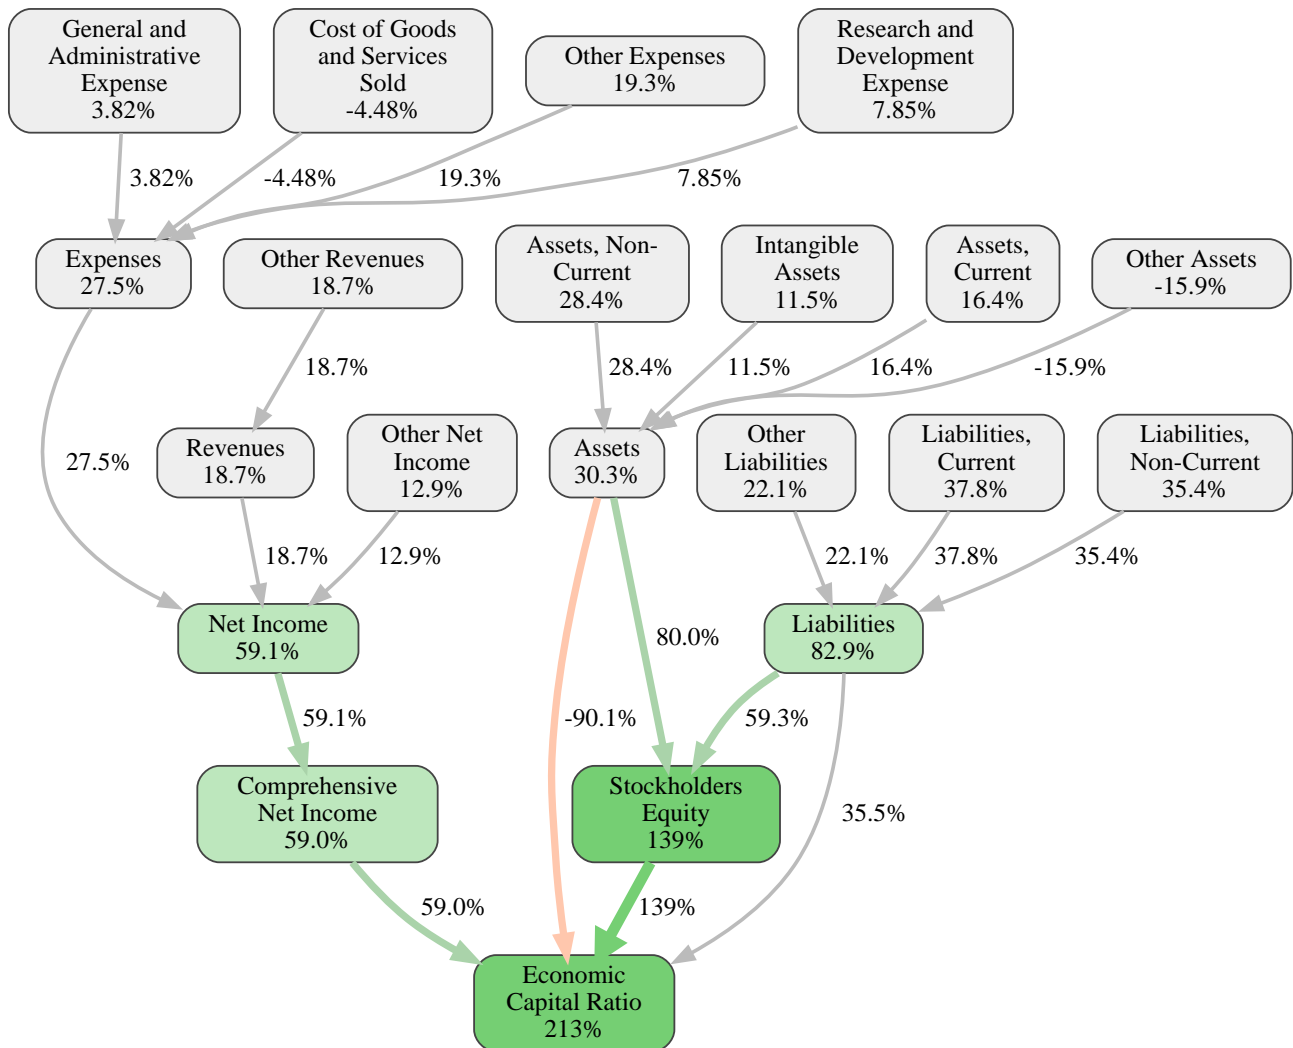 General and
Administrative
Expense
3.82%
Cost of Goods
and Services
Sold
-4.48%
Other Expenses
19.3%
Research and
Development
Expense
7.85%
3.82%
-4.48%
19.3%
7.85%
Expenses
27.5%
Other Revenues
18.7%
Assets, Non-
Current
28.4%
Intangible
Assets
11.5%
Assets,
Current
16.4%
Other Assets
-15.9%
18.7%
28.4%
11.5%
16.4%
-15.9%
27.5%
Revenues
18.7%
Other Net
Income
12.9%
Assets
30.3%
Other
Liabilities
22.1%
Liabilities,
Current
37.8%
Liabilities,
Non-Current
35.4%
18.7%
12.9%
22.1%
37.8%
35.4%
Net Income
59.1%
80.0%
Liabilities
82.9%
59.1%
-90.1%
59.3%
Comprehensive
Net Income
59.0%
Stockholders
Equity
139%
35.5%
59.0%
139%
Economic
Capital Ratio
213%